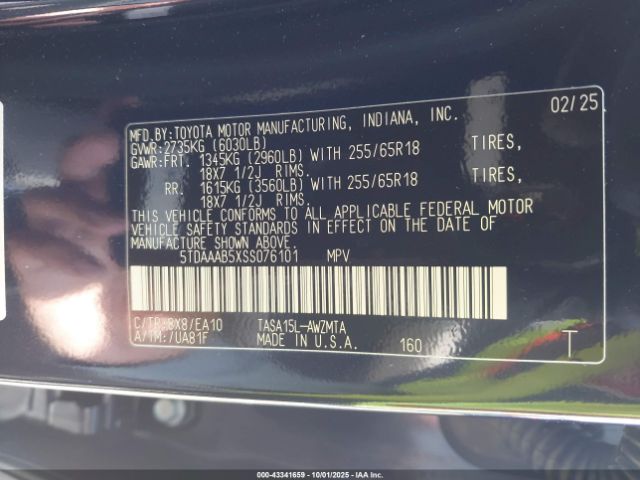 MFD.BY:TOYOTA MOTOR MANUFACTURING, INDIANA, INC. 02/25
GVWR:2735KG (6030LB)
GAWR:FRT. 1345KG (2960LB) WITH 255/65R18 TIRES,
18X7 1/2J RIMS.
RR. 1615KG (3560LB) WITH 255/65R18 TIRES,
18X7 1/2J RIMS.
THIS VEHICLE CONFORMS TO ALL APPLICABLE FEDERAL MOTOR
VEHICLE SAFETY STANDARDS IN EFFECT ON THE DATE OF
MANUFACTURE SHOWN ABOVE.
5TDAAAB5XSS076101 MPV
/EA10 TASA15L-AWZMTA
A/TM:/UA81F MADE IN U.S.A. 160 T
000-43341659 - 10/01/2025 - IAAI, Inc.